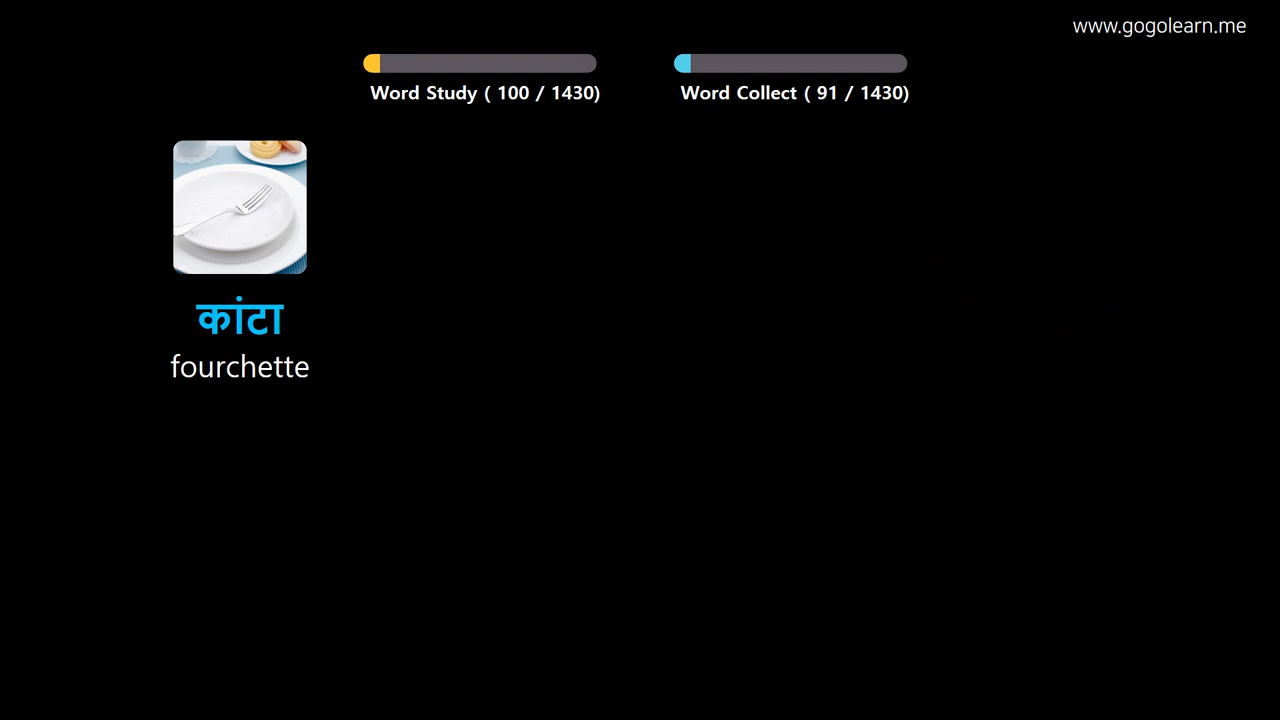 www.gogolearn.me
Word Study ( 100 / 1430)
Word Collect ( 91 / 1430)
कांटा
fourchette